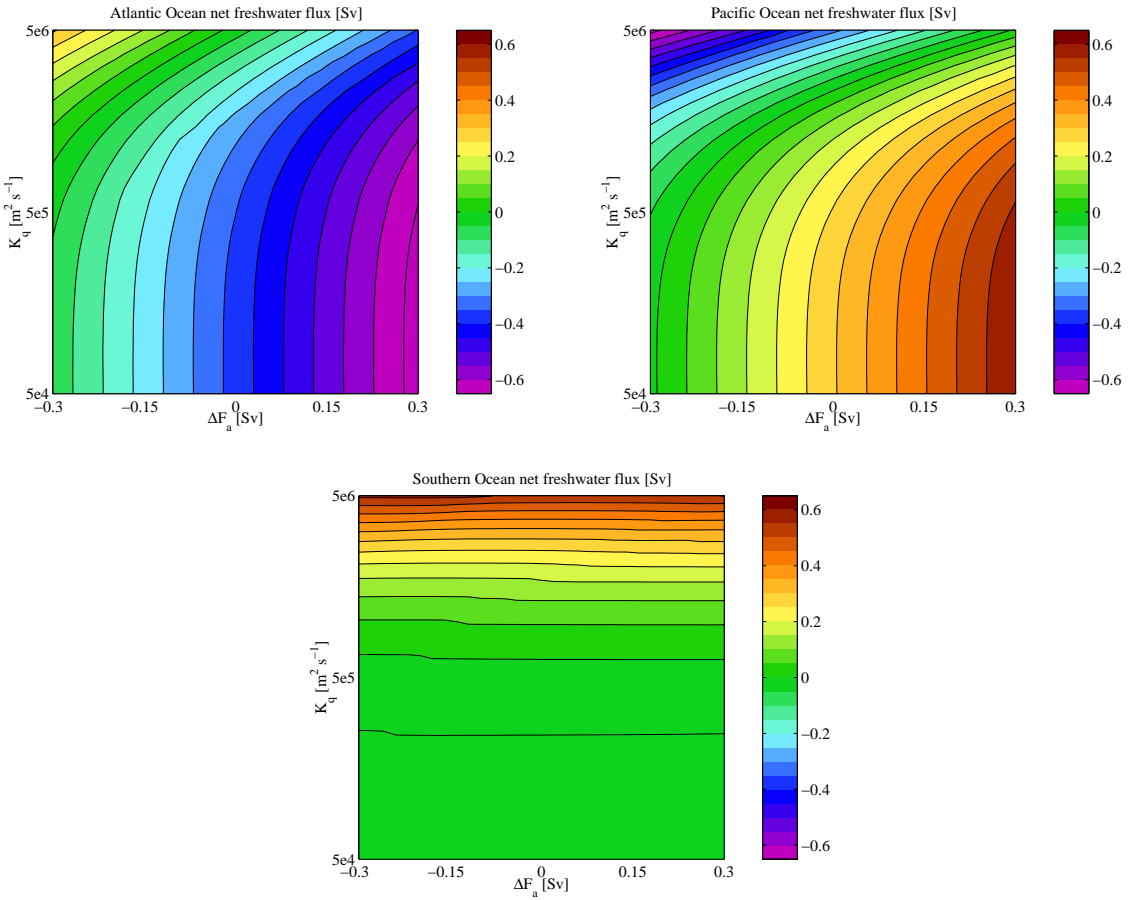 Atlantic Ocean net freshwater flux [Sv]
5e6
5e5
5e4
K_q [m^2 s^−1]
−0.3
−0.15
0
0.15
0.3
ΔF_a [Sv]
0.6
0.4
0.2
0
−0.2
−0.4
−0.6
Pacific Ocean net freshwater flux [Sv]
5e6
5e5
5e4
K_q [m^2 s^−1]
−0.3
−0.15
0
0.15
0.3
ΔF_a [Sv]
0.6
0.4
0.2
0
−0.2
−0.4
−0.6
Southern Ocean net freshwater flux [Sv]
5e6
5e5
5e4
K_q [m^2 s^−1]
−0.3
−0.15
0
0.15
0.3
ΔF_a [Sv]
0.6
0.4
0.2
0
−0.2
−0.4
−0.6